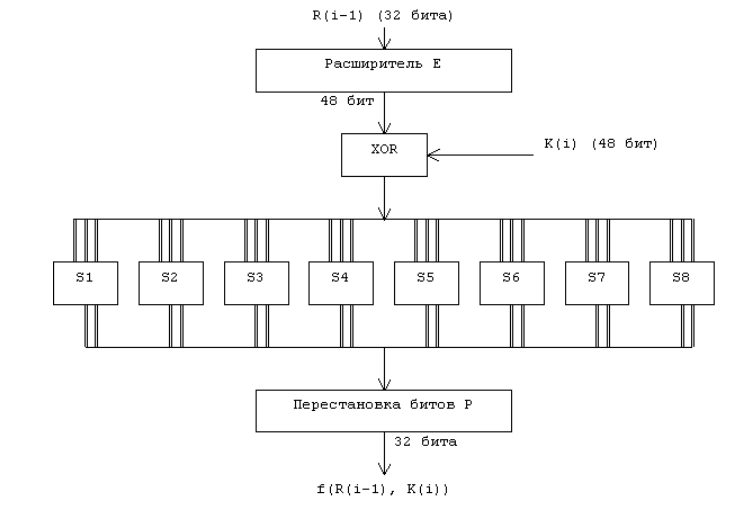 R(i-1) (32 бита)
Расширитель E
48 бит
XOR
K(i) (48 бит)
S1 S2 S3 S4 S5 S6 S7 S8
Перестановка битов P
32 бита
f(R(i-1), K(i))